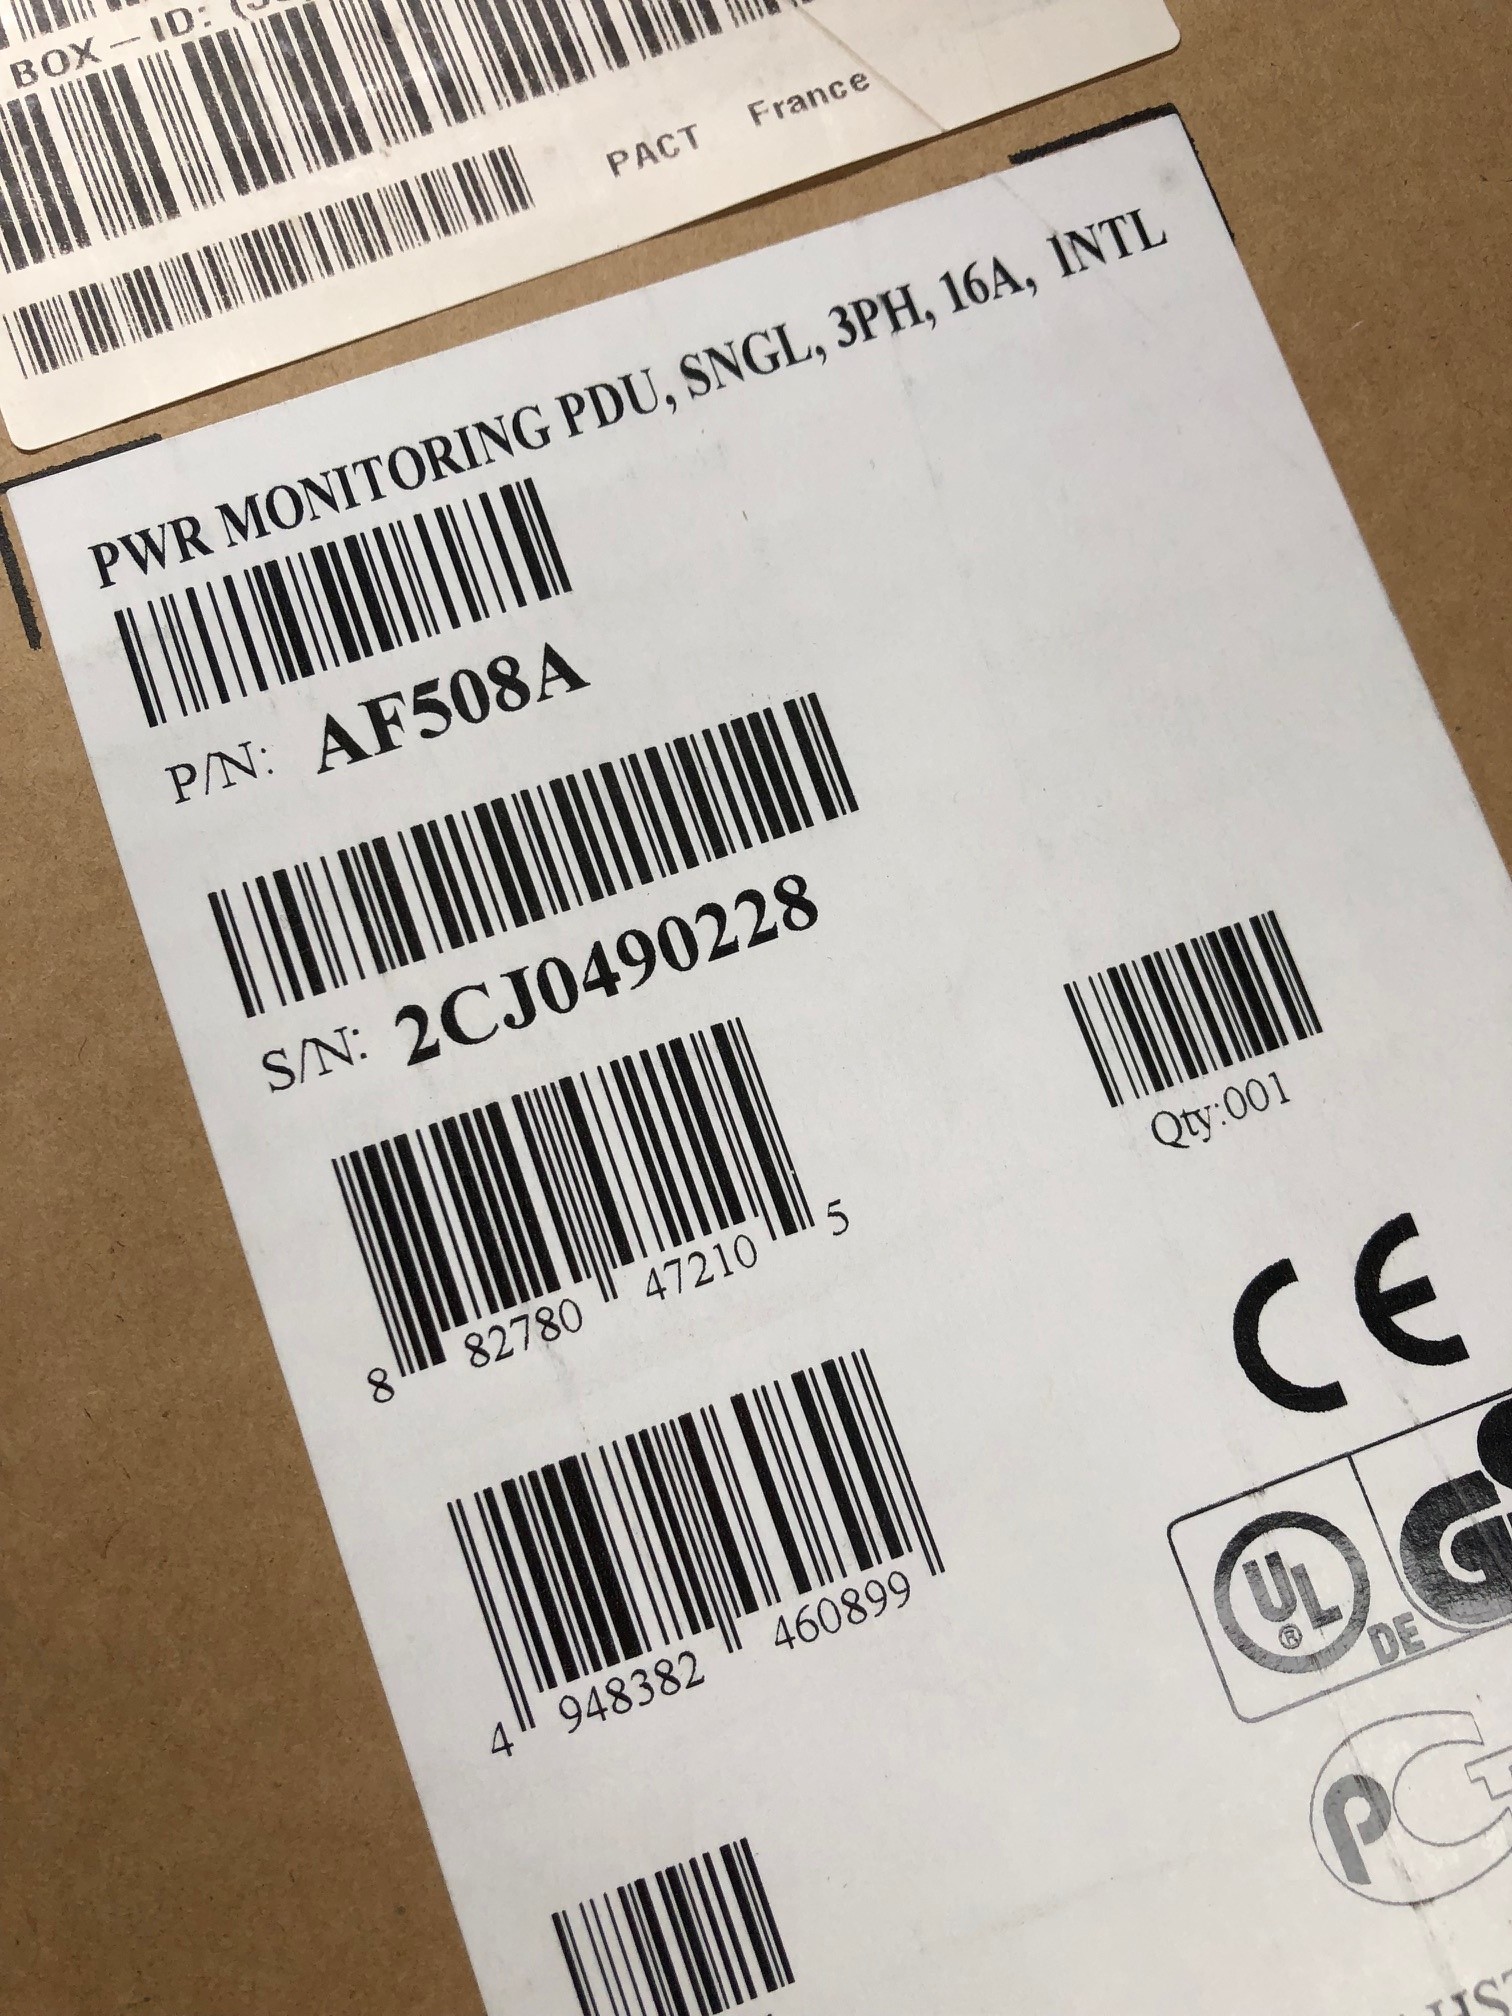 BOX – ID:
PACT France
PWR MONITORING PDU, SNGL, 3PH, 16A, INTL
P/N: AF508A
S/N: 2CJ0490228
Qty:001
8 82780 47210 5
4 948382 460899
CE
UL
®
DE
G
PCT